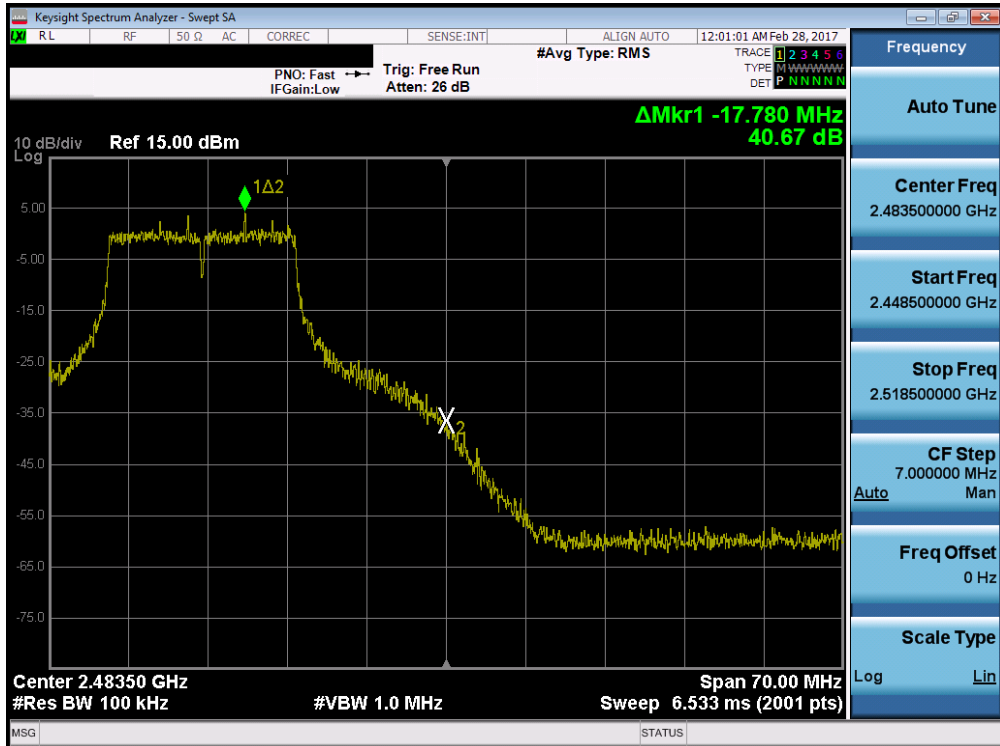 Keysight Spectrum Analyzer - Swept SA
LXI RL RF 50 Ω AC CORREC SENSE:INT ALIGN AUTO 12:01:01 AM Feb 28, 2017
#Avg Type: RMS
TRACE 1 2 3 4 5 6
PNO: Fast Trig: Free Run
TYPE M W W W W W
IFGain:Low Atten: 26 dB
DET P N N N N N
ΔMkr1 -17.780 MHz
40.67 dB
10 dB/div Ref 15.00 dBm
Log
1Δ2
5.00
-5.00
-15.0
-25.0
-35.0
2
-45.0
-55.0
-65.0
-75.0
Center 2.48350 GHz Span 70.00 MHz
#Res BW 100 kHz #VBW 1.0 MHz Sweep 6.533 ms (2001 pts)
MSG STATUS
Frequency
Auto Tune
Center Freq
2.483500000 GHz
Start Freq
2.448500000 GHz
Stop Freq
2.518500000 GHz
CF Step
7.000000 MHz
Auto Man
Freq Offset
0 Hz
Scale Type
Log Lin